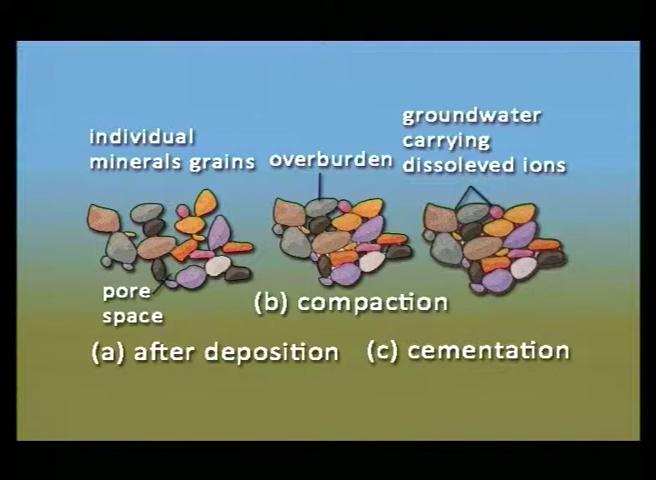 individual
minerals grains
overburden
groundwater
carrying
dissoleved ions
pore
space
(b) compaction
(a) after deposition
(c) cementation